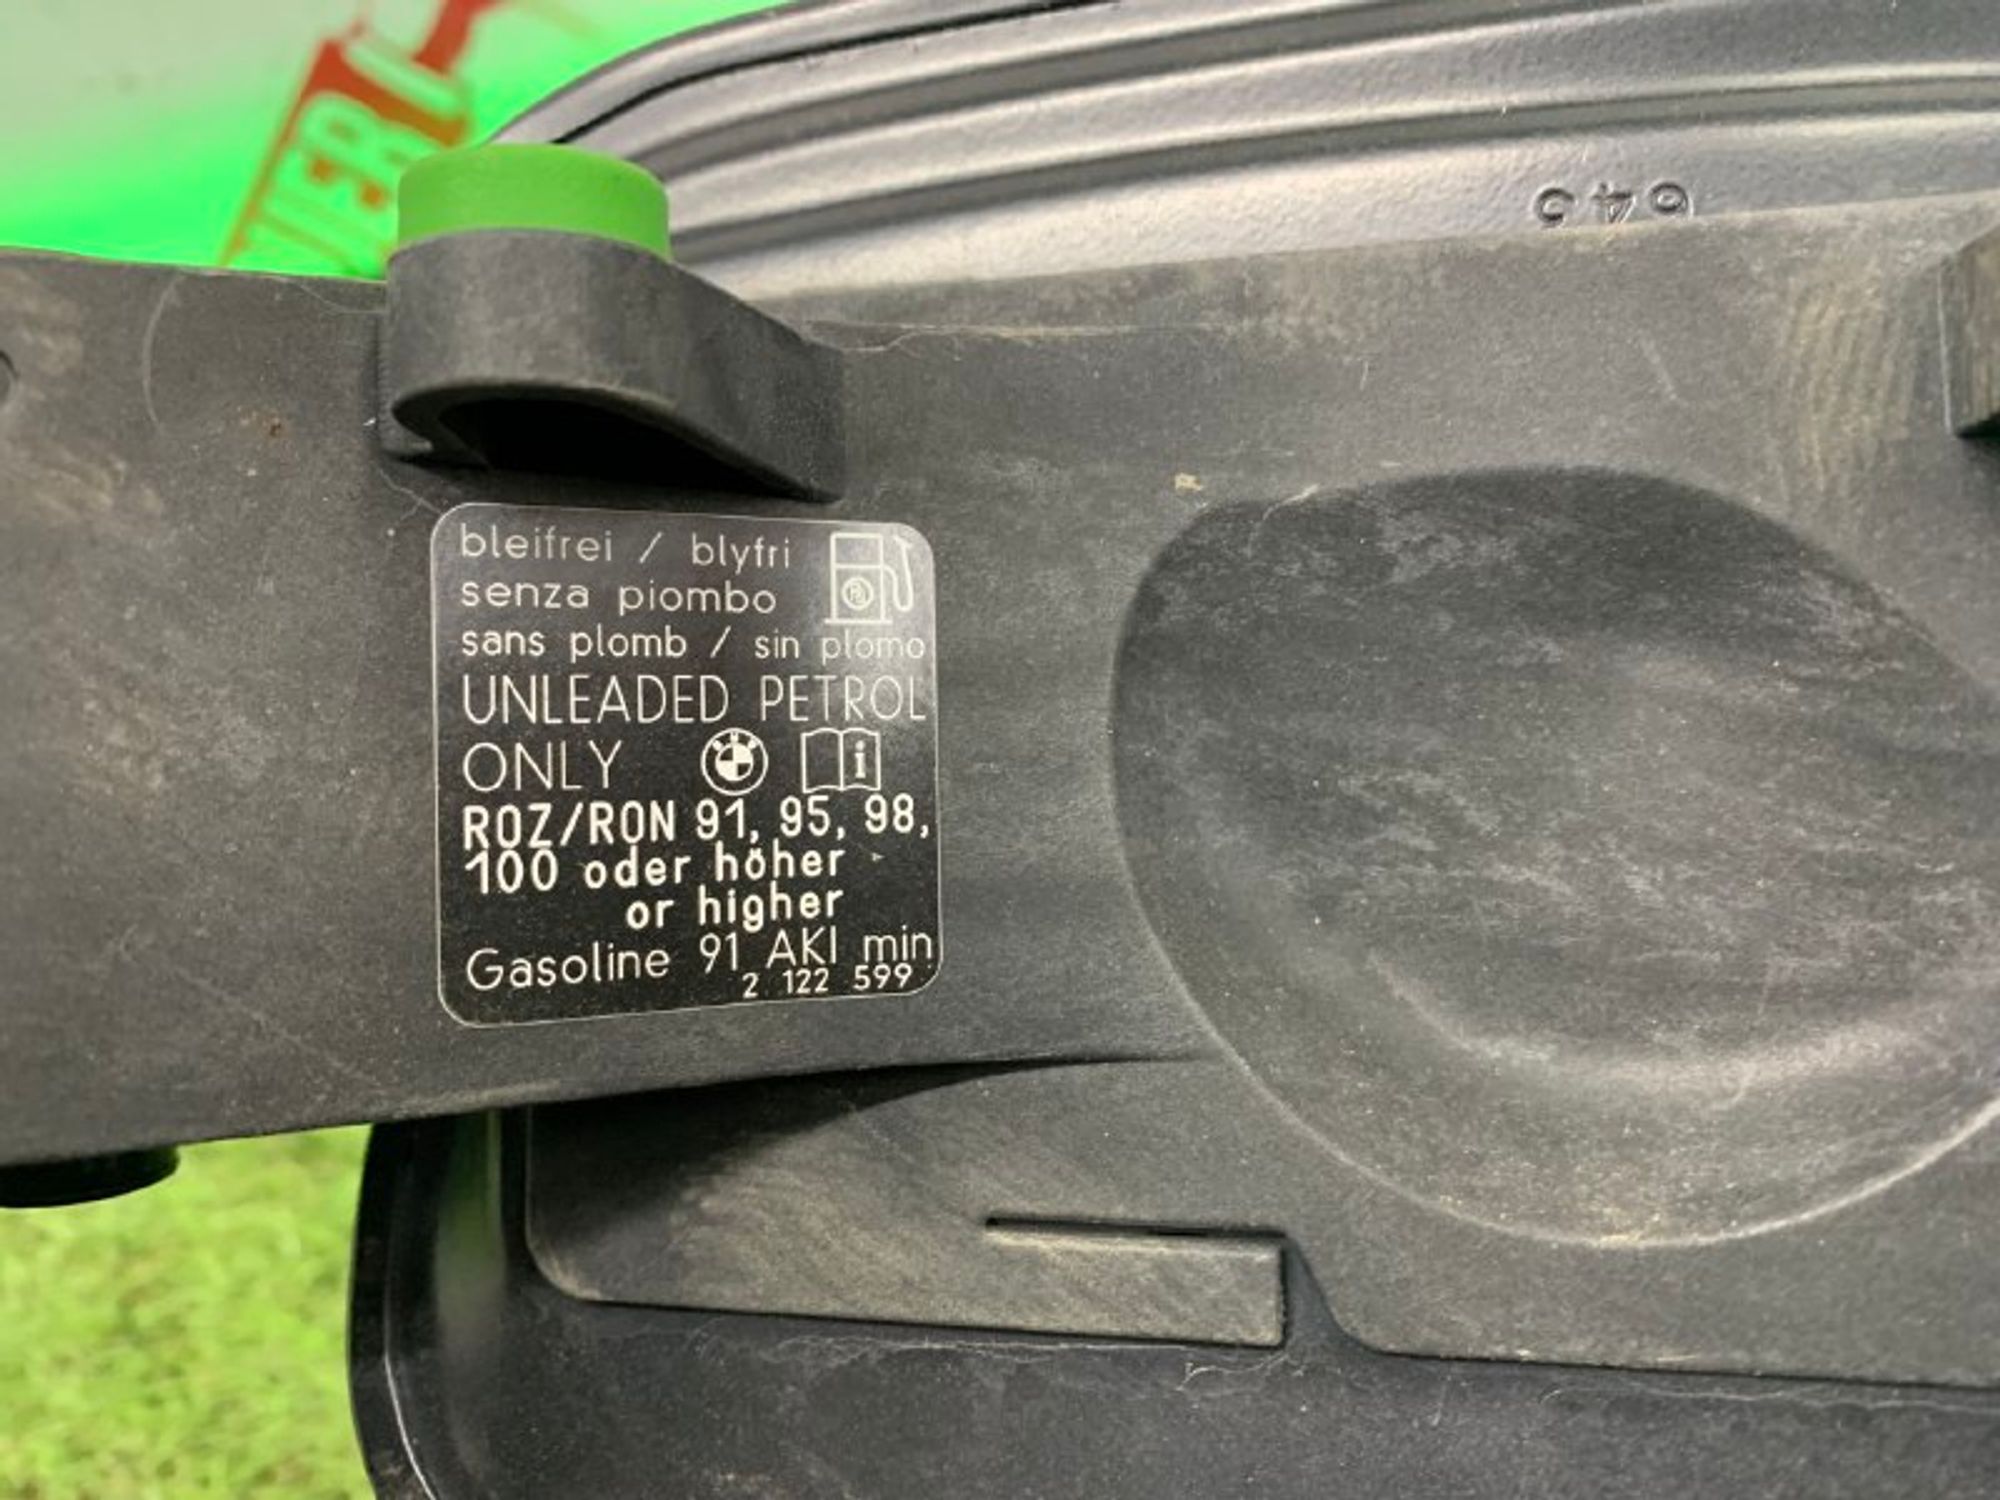 bleifrei / blyfri
senza piombo
sans plomb / sin plomo
UNLEADED PETROL
ONLY
ROZ/RON 91, 95, 98,
100 oder höher
or higher
Gasoline 91 AKI min
2 122 599